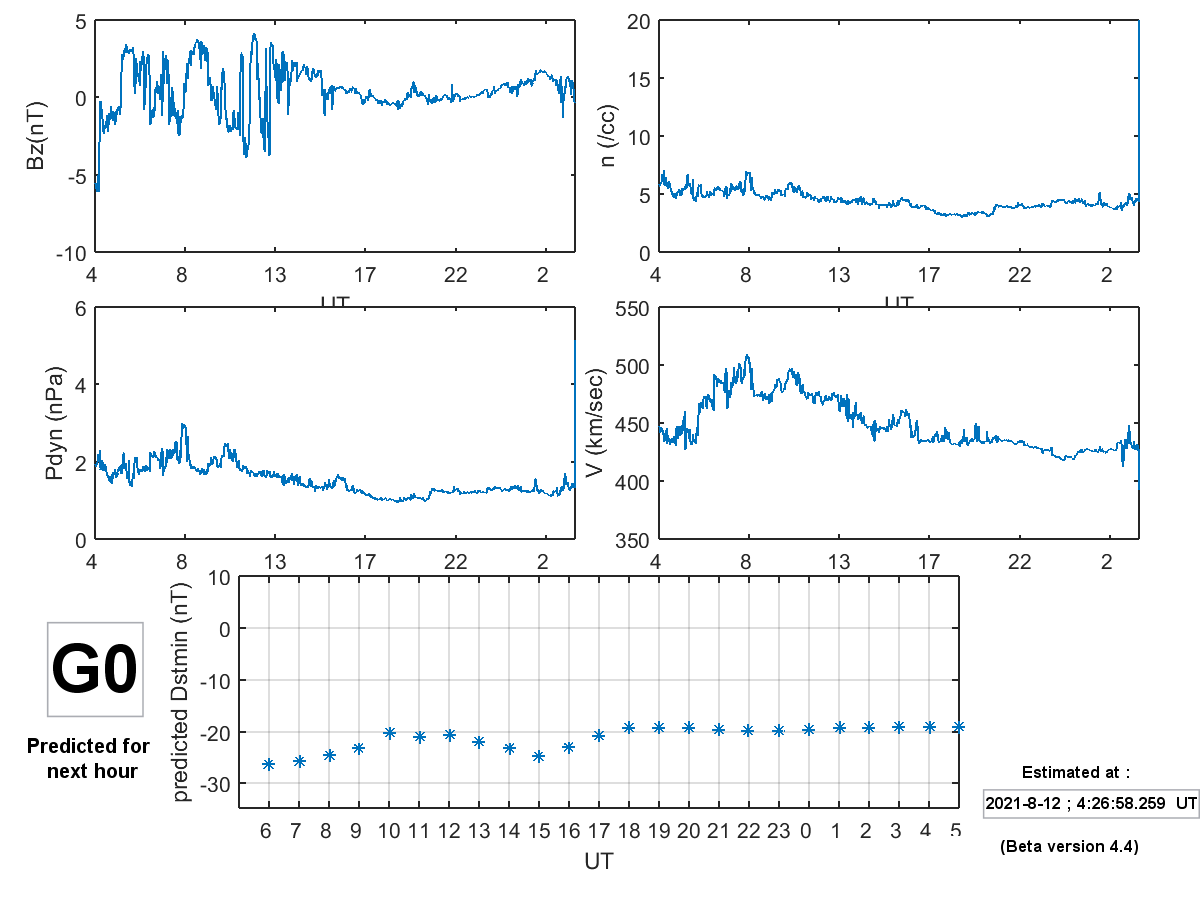 5
0
-5
-10
Bz(nT)
4 8 13 17 22 2
UT
20
15
10
5
0
n (/cc)
4 8 13 17 22 2
UT
6
4
2
0
Pdyn (nPa)
4 8 13 17 22 2
550
500
450
400
350
V (km/sec)
4 8 13 17 22 2
10
0
-10
-20
-30
predicted Dstmin (nT)
6 7 8 9 10 11 12 13 14 15 16 17 18 19 20 21 22 23 0 1 2 3 4 5
UT
G0
Predicted for
next hour
Estimated at :
2021-8-12 ; 4:26:58.259 UT
(Beta version 4.4)